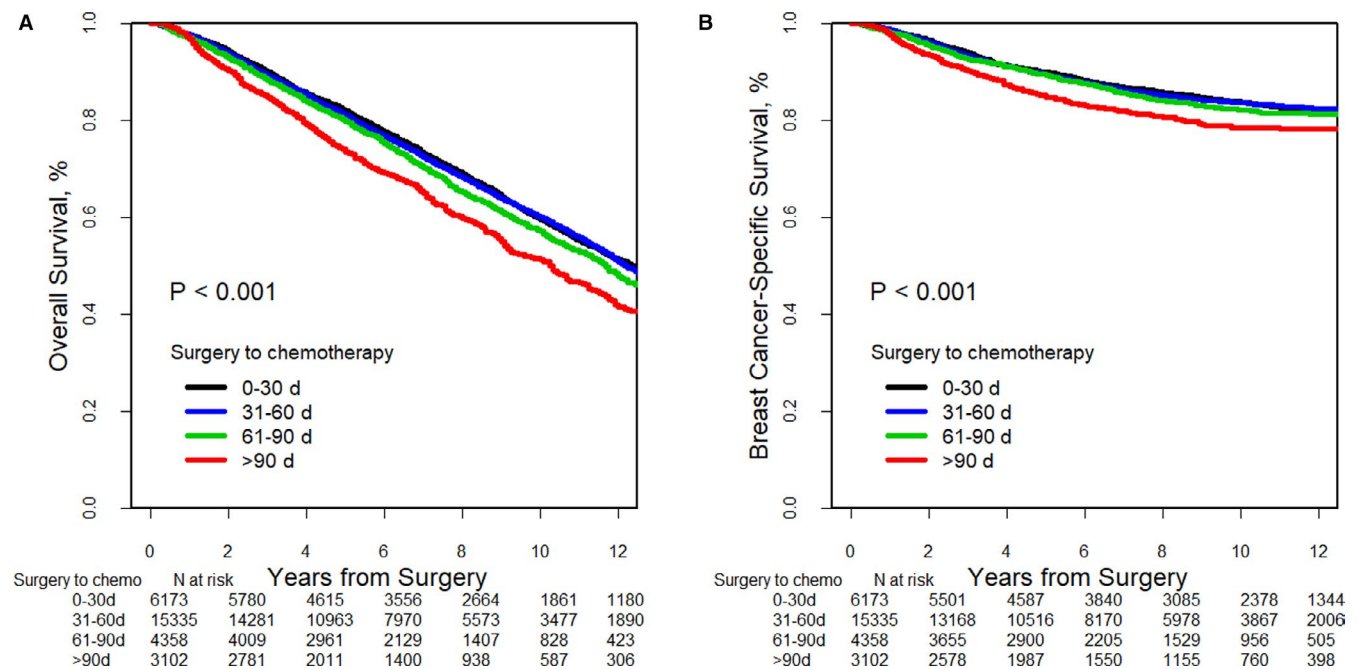 A
Overall Survival, %
1.0
0.8
0.6
0.4
0.2
0.0
P < 0.001
Surgery to chemotherapy
0-30 d
31-60 d
61-90 d
>90 d
0 2 4 6 8 10 12
Surgery to chemo N at risk Years from Surgery
0-30d 6173 5780 4615 3556 2664 1861 1180
31-60d 15335 14281 10963 7970 5573 3477 1890
61-90d 4358 4009 2961 2129 1407 828 423
>90d 3102 2781 2011 1400 938 587 306
B
Breast Cancer-Specific Survival, %
1.0
0.8
0.6
0.4
0.2
0.0
P < 0.001
Surgery to chemotherapy
0-30 d
31-60 d
61-90 d
>90 d
0 2 4 6 8 10 12
Surgery to chemo N at risk Years from Surgery
0-30d 6173 5501 4587 3840 3085 2378 1344
31-60d 15335 13168 10516 8170 5978 3867 2006
61-90d 4358 3655 2900 2205 1529 956 505
>90d 3102 2578 1987 1550 1155 760 398